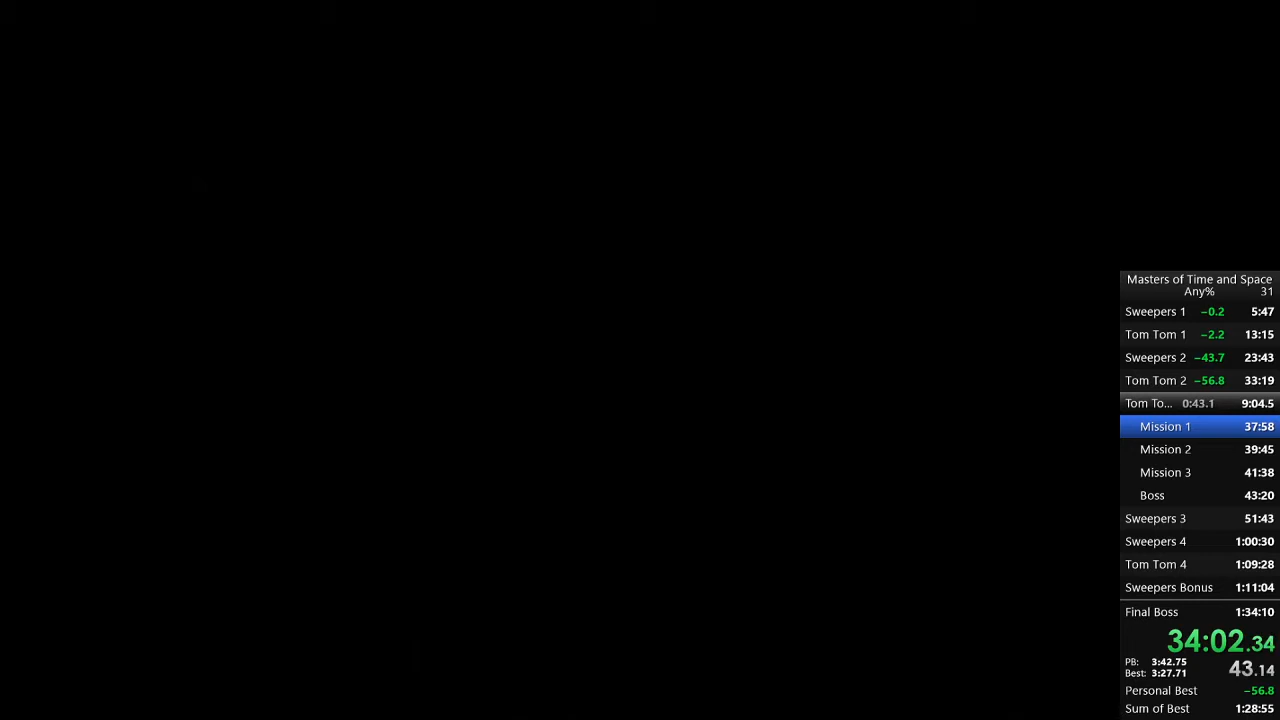 Masters of Time and Space
Any% 31
Sweepers 1 −0.2 5:47
Tom Tom 1 −2.2 13:15
Sweepers 2 −43.7 23:43
Tom Tom 2 −56.8 33:19
Tom To... 0:43.1 9:04.5
Mission 1 37:58
Mission 2 39:45
Mission 3 41:38
Boss 43:20
Sweepers 3 51:43
Sweepers 4 1:00:30
Tom Tom 4 1:09:28
Sweepers Bonus 1:11:04
Final Boss 1:34:10
34:02.34
PB: 3:42.75 43.14
Best: 3:27.71
Personal Best −56.8
Sum of Best 1:28:55